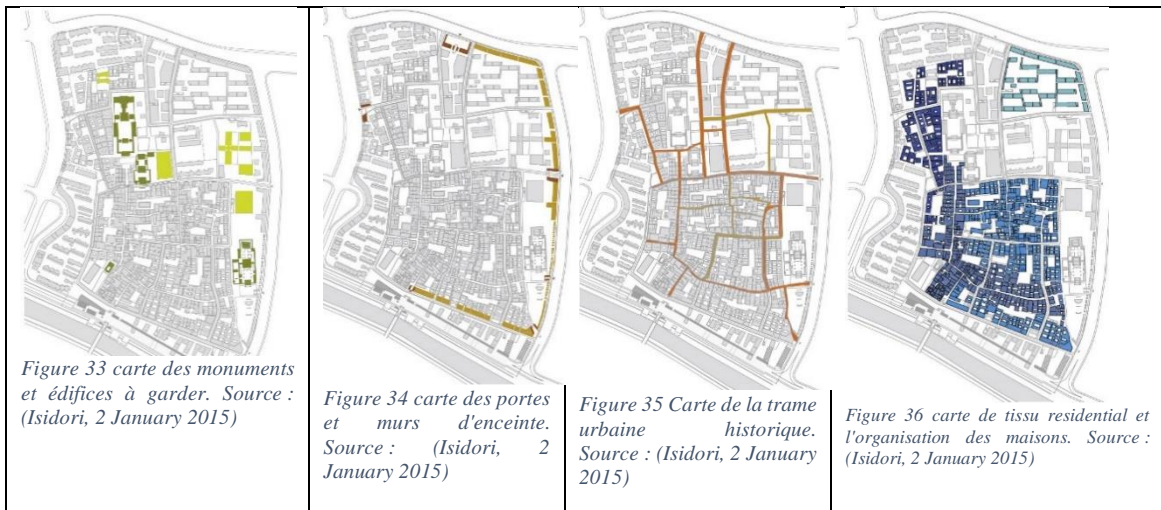 Figure 33 carte des monuments
et édifices à garder. Source :
(Isidori, 2 January 2015)
Figure 34 carte des portes
et murs d'enceinte.
Source : (Isidori, 2
January 2015)
Figure 35 Carte de la trame
urbaine historique.
Source : (Isidori, 2 January
2015)
Figure 36 carte de tissu residential et
l'organisation des maisons. Source :
(Isidori, 2 January 2015)